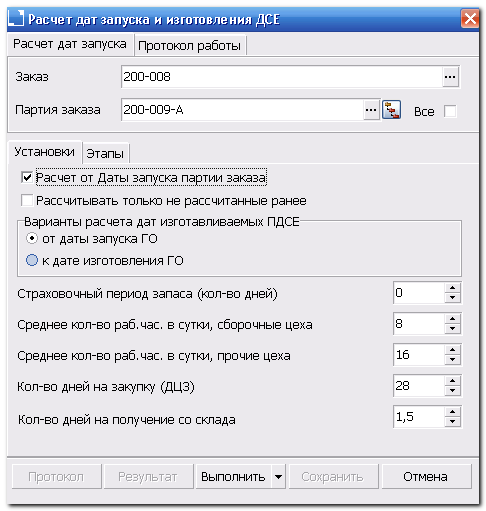 Расчет дат запуска и изготовления ДСЕ
Расчет дат запуска Протокол работы
Заказ 200-008 ...
Партия заказа 200-009-А ... Все
Установки Этапы
Расчет от Даты запуска партии заказа
Рассчитывать только не рассчитанные ранее
Варианты расчета дат изготавливаемых ПДСЕ
от даты запуска ГО
к дате изготовления ГО
Страховочный период запаса (кол-во дней) 0
Среднее кол-во раб.час. в сутки, сборочные цеха 8
Среднее кол-во раб.час. в сутки, прочие цеха 16
Кол-во дней на закупку (ДЦЗ) 28
Кол-во дней на получение со склада 1,5
Протокол Результат Выполнить Сохранить Отмена